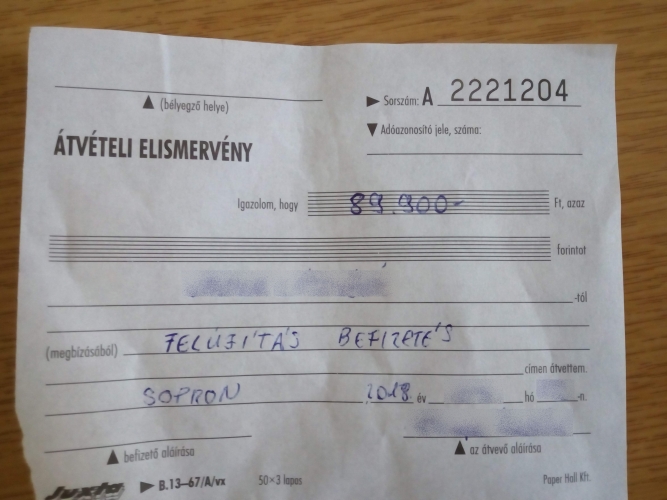 ▲ (bélyegző helye)
► Sorszám: A 2221204
▼ Adóazonosító jele, száma:
ÁTVÉTELI ELISMERVÉNY
Igazolom, hogy 89.900- Ft, azaz
forintot
-tól
(megbízásából) FELÚJÍTÁS BEFIZETÉS
címen átvettem.
SOPRON 2018 év hó -n.
▲ befizető aláírása ▲ az átvevő aláírása
Juxta ► B.13–67/A/vx 50×3 lapos Paper Hall Kft.